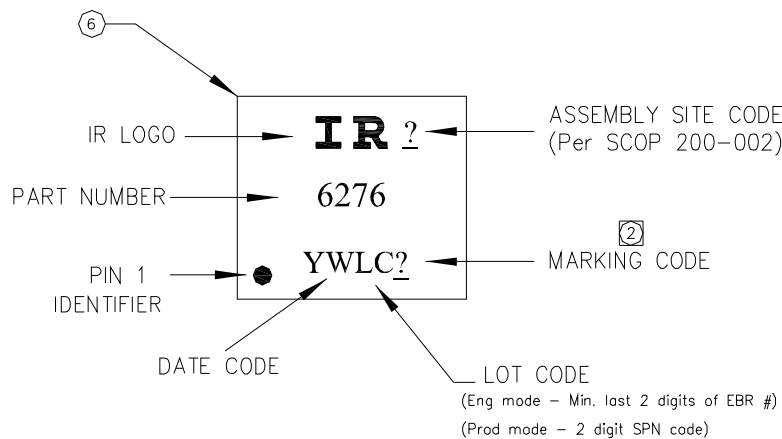 6
IR LOGO
IR ?
ASSEMBLY SITE CODE
(Per SCOP 200-002)
PART NUMBER
6276
2
PIN 1
IDENTIFIER
YWLC?
MARKING CODE
DATE CODE
LOT CODE
(Eng mode - Min. last 2 digits of EBR #)
(Prod mode - 2 digit SPN code)